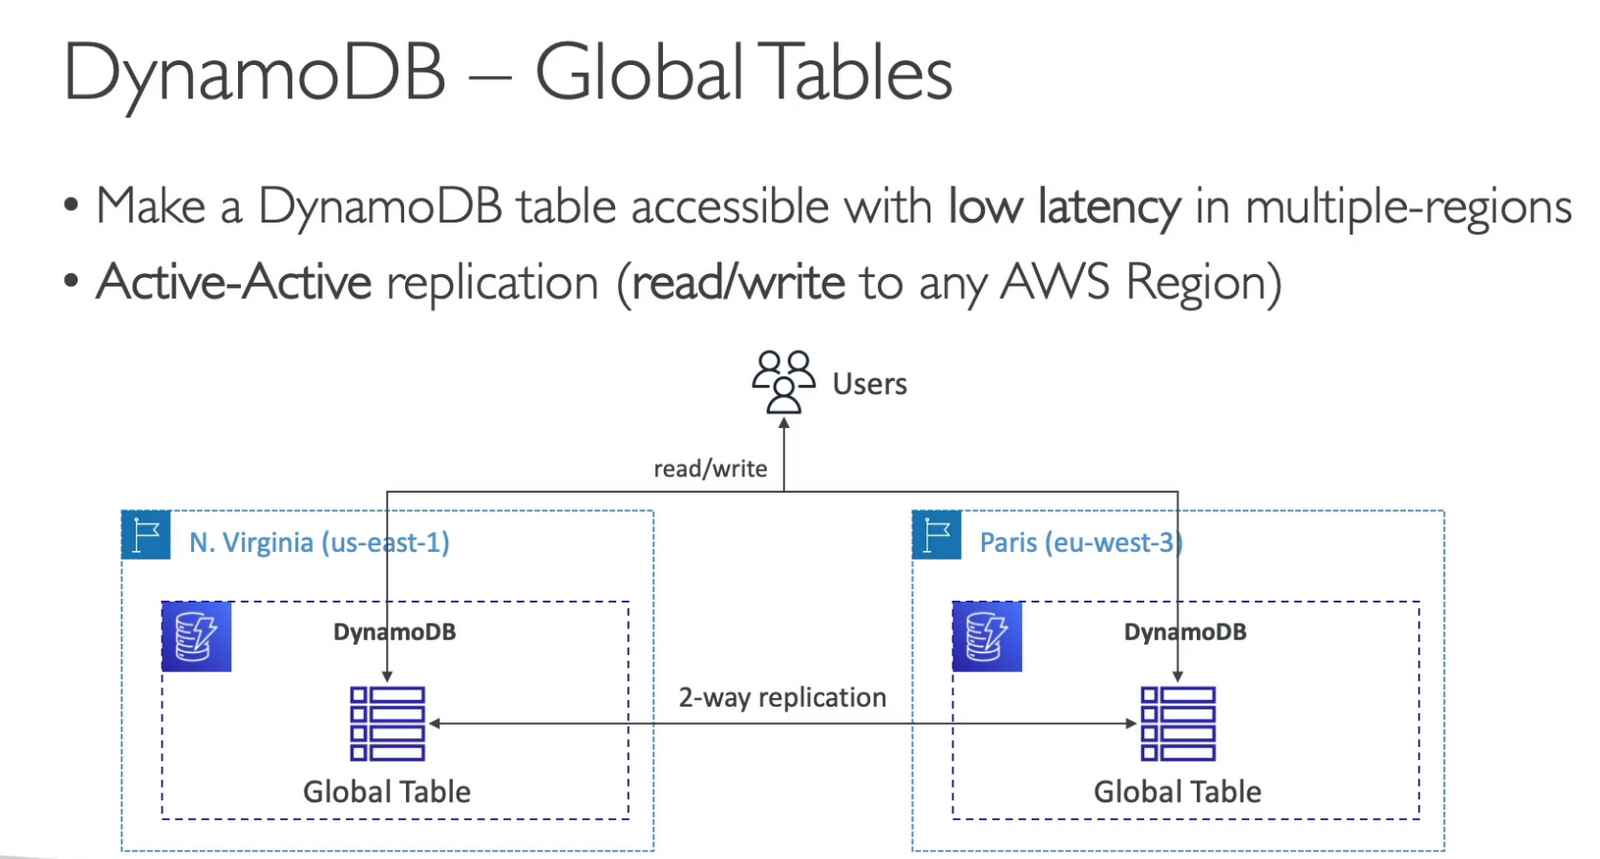 DynamoDB – Global Tables
• Make a DynamoDB table accessible with low latency in multiple-regions
• Active-Active replication (read/write to any AWS Region)
Users
read/write
N. Virginia (us-east-1)
Paris (eu-west-3)
DynamoDB
DynamoDB
2-way replication
Global Table
Global Table